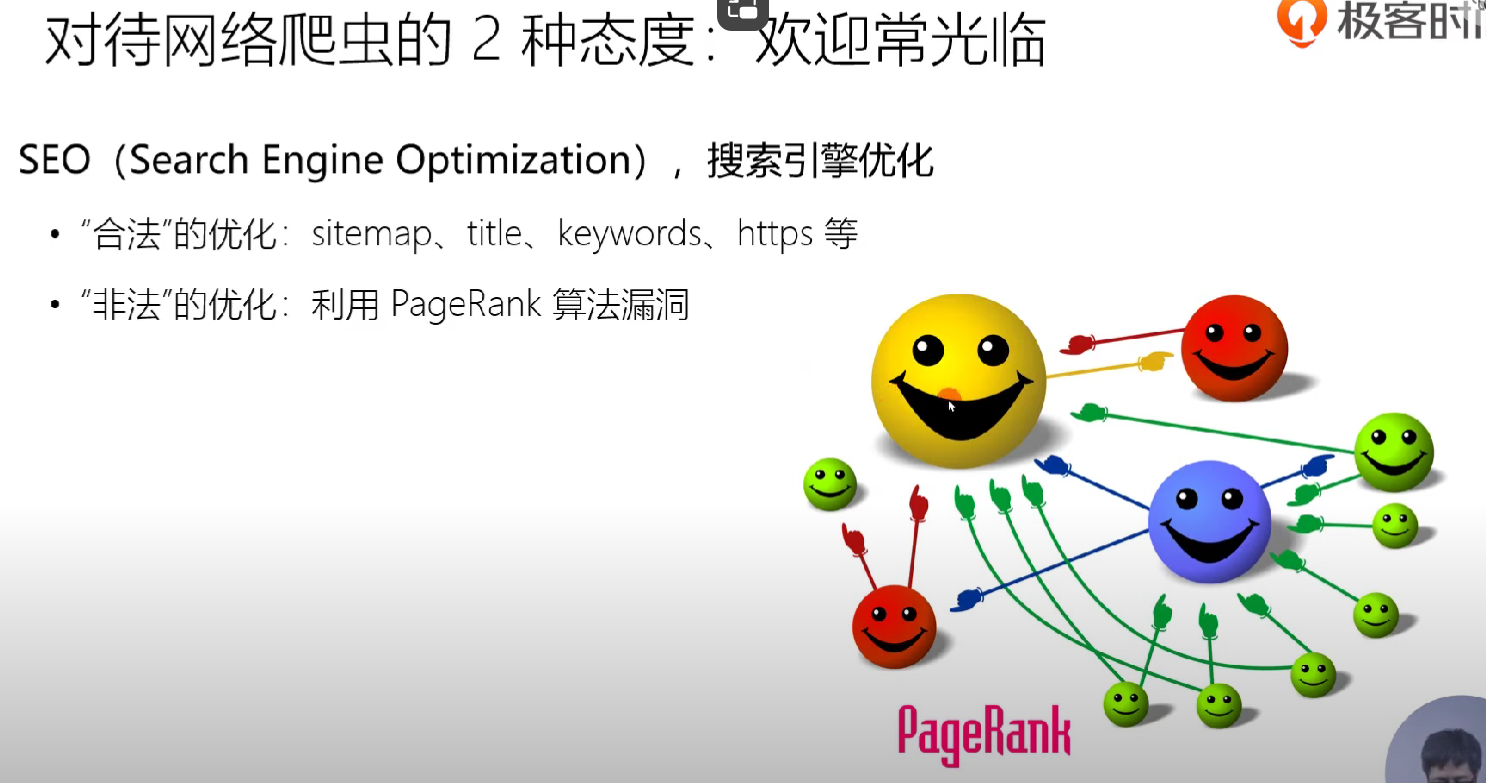 对待网络爬虫的 2 种态度：欢迎常光临
极客时
SEO（Search Engine Optimization），搜索引擎优化
• “合法”的优化：sitemap、title、keywords、https 等
• “非法”的优化：利用 PageRank 算法漏洞
PageRank